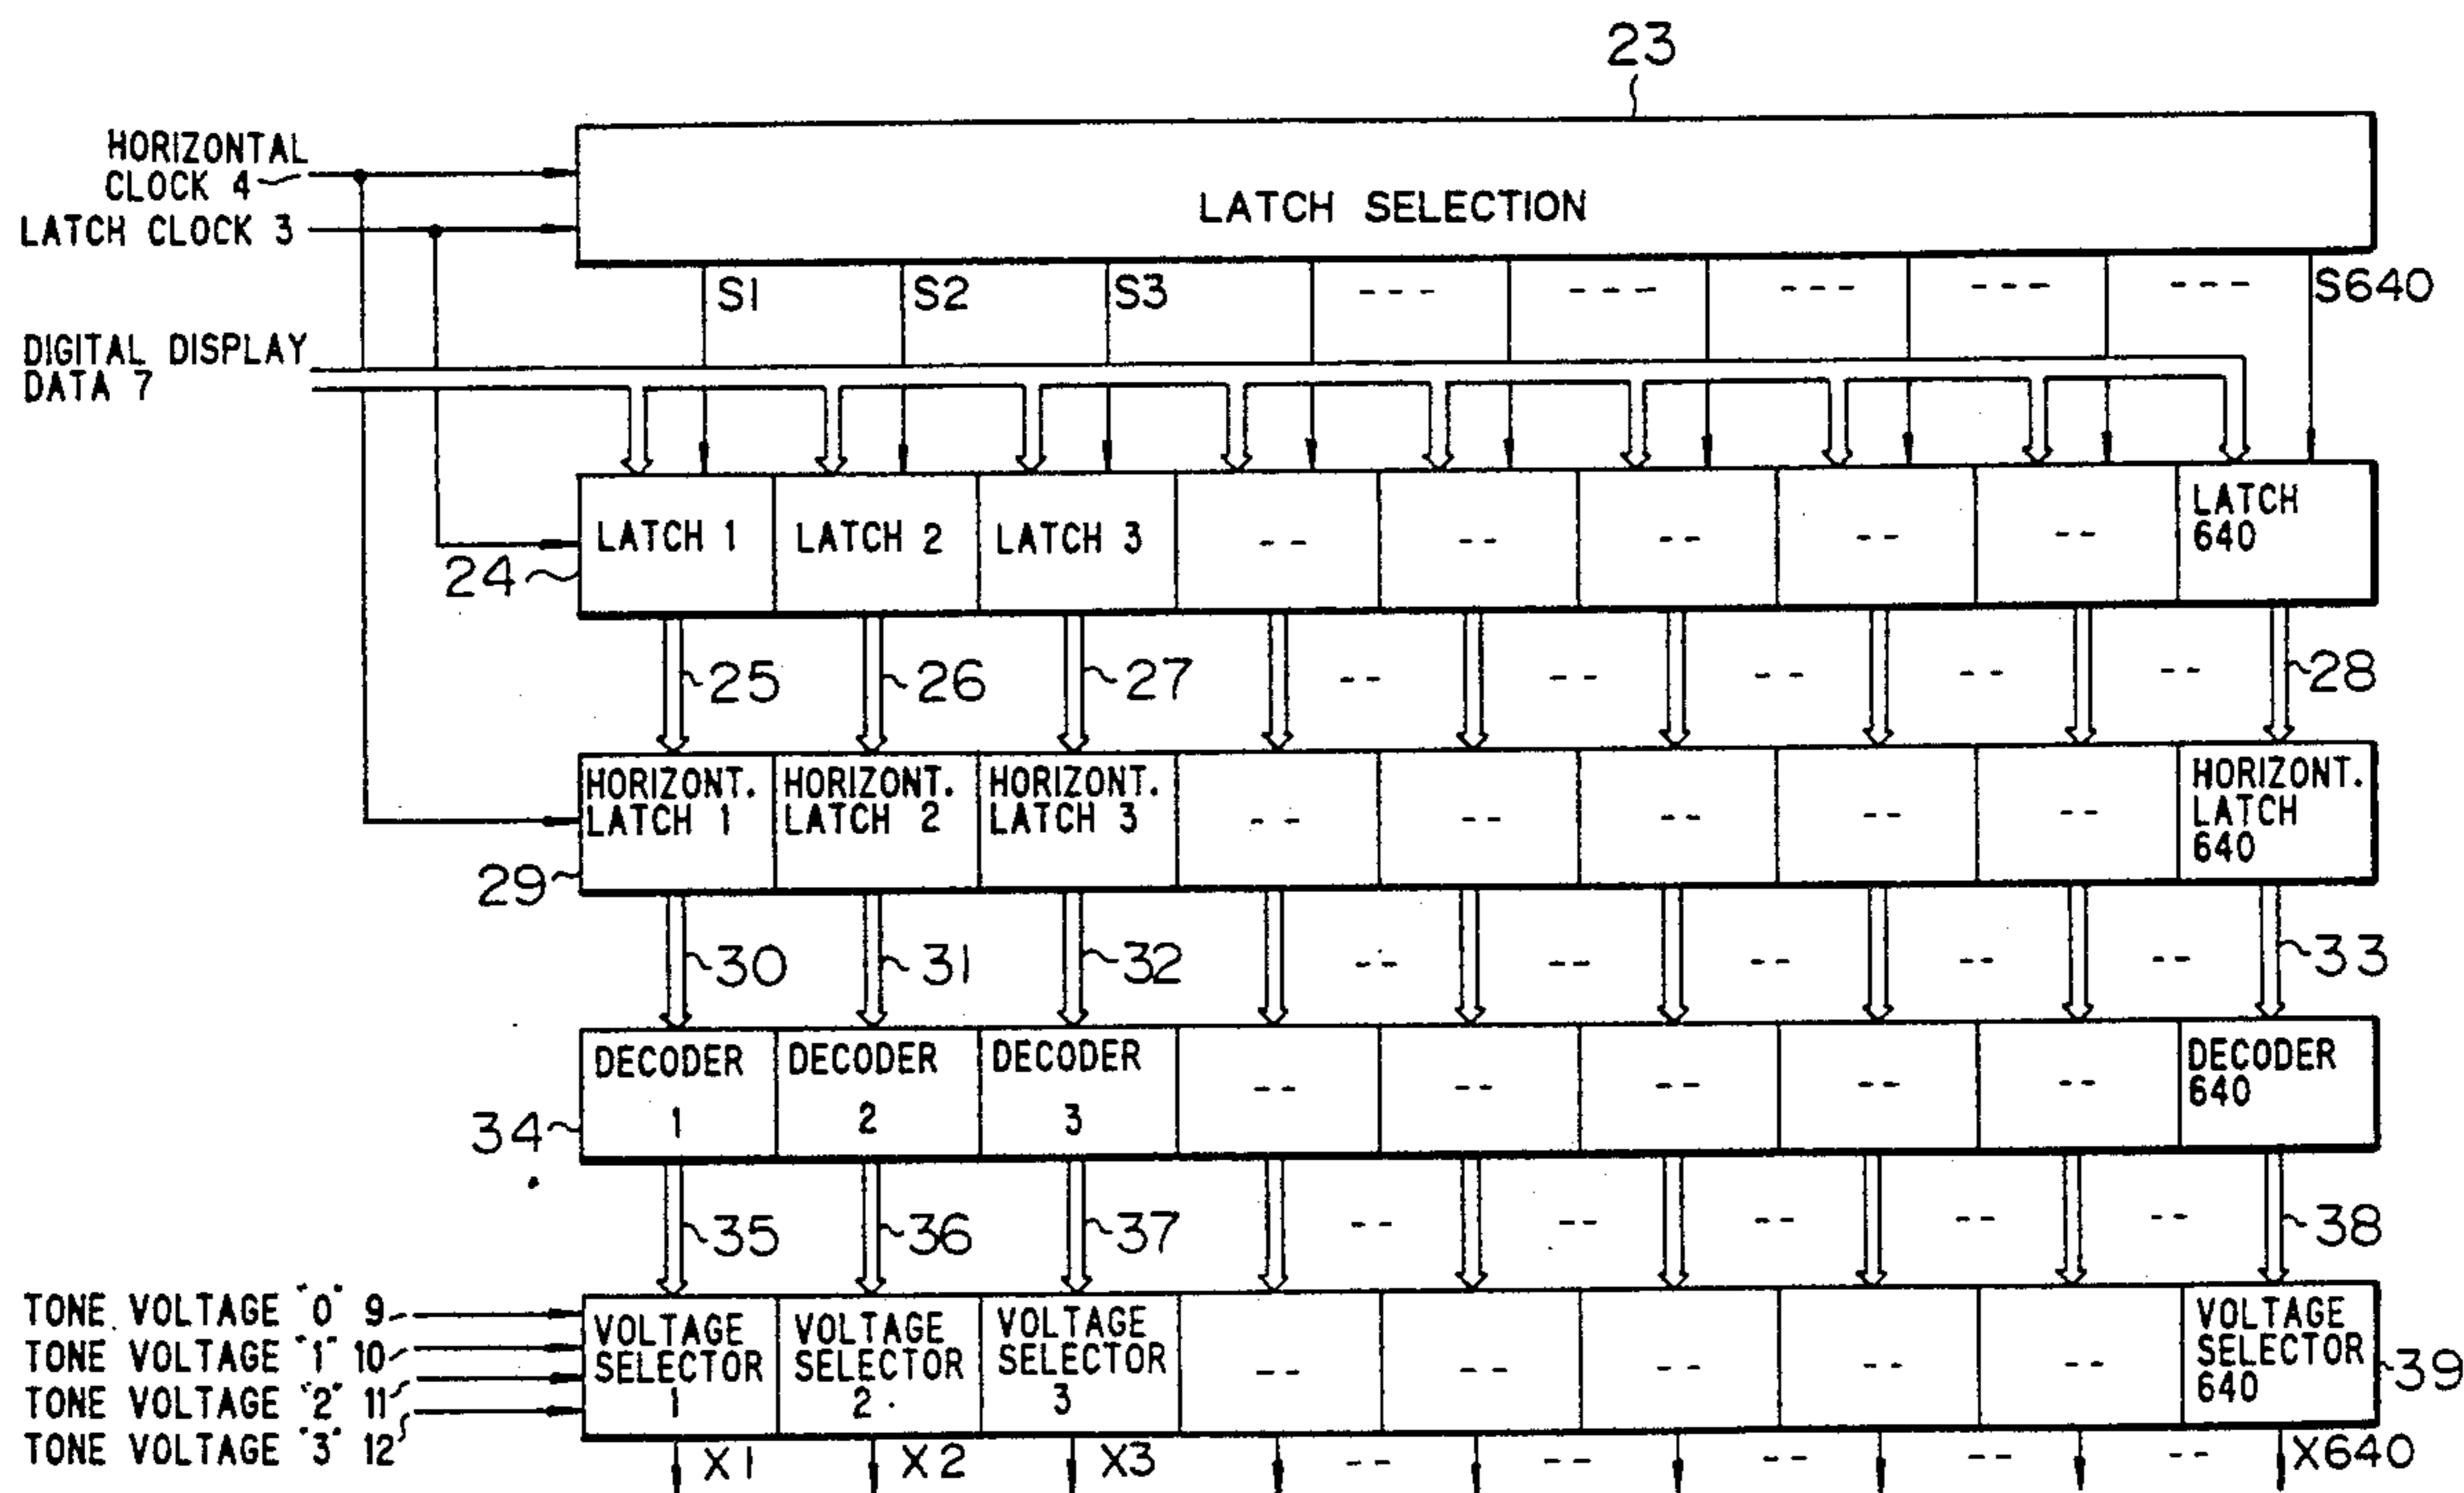 23
HORIZONTAL
CLOCK 4
LATCH CLOCK 3
LATCH SELECTION
S1 S2 S3 --- --- --- --- --- S640
DIGITAL DISPLAY
DATA 7
LATCH 1 LATCH 2 LATCH 3 -- -- -- -- -- LATCH
640
24
25 26 27 -- -- -- -- -- 28
HORIZONT. HORIZONT. HORIZONT. HORIZONT.
LATCH 1 LATCH 2 LATCH 3 -- -- -- -- -- LATCH
640
29
30 31 32 -- -- -- -- -- 33
DECODER DECODER DECODER -- -- -- -- -- DECODER
1 2 3 640
34
35 36 37 -- -- -- -- -- 38
TONE VOLTAGE "0" 9
TONE VOLTAGE "1" 10
TONE VOLTAGE "2" 11
TONE VOLTAGE "3" 12
VOLTAGE VOLTAGE VOLTAGE VOLTAGE
SELECTOR SELECTOR SELECTOR -- -- -- -- -- SELECTOR
1 2 3 640
39
X1 X2 X3 -- -- -- -- -- X640